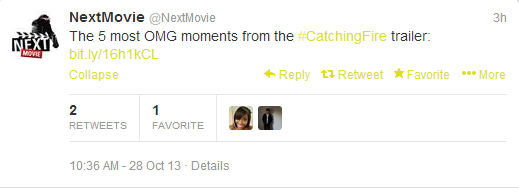 NextMovie @NextMovie 3h
NEXT
MOVIE
The 5 most OMG moments from the #CatchingFire trailer:
bit.ly/16h1kCL
Collapse Reply Retweet Favorite More
2 1
RETWEETS FAVORITE
10:36 AM - 28 Oct 13 · Details